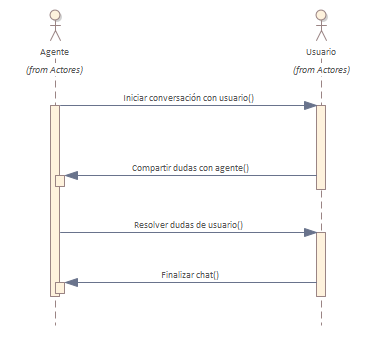 Agente
Usuario
(from Actores)
(from Actores)
Iniciar conversación con usuario()
Compartir dudas con agente()
Resolver dudas de usuario()
Finalizar chat()